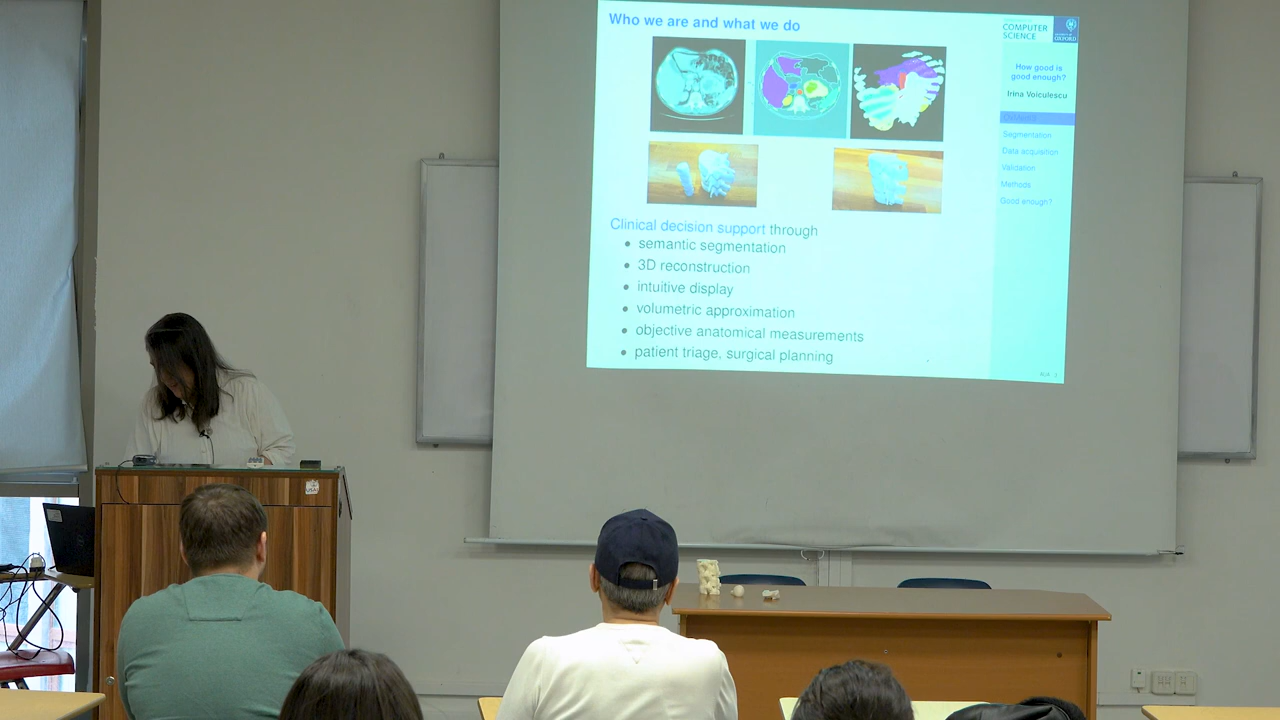 Who we are and what we do
Clinical decision support through
semantic segmentation
3D reconstruction
intuitive display
volumetric approximation
objective anatomical measurements
patient triage, surgical planning
COMPUTER
SCIENCE
OXFORD
How good is
good enough?
Irina Voiculescu
Segmentation
Data acquisition
Validation
Methods
Good enough?